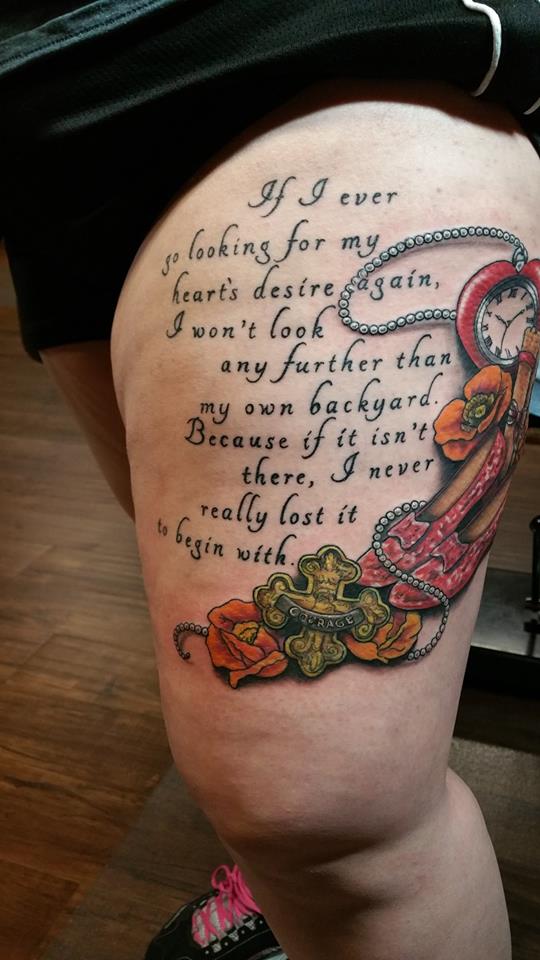 If I ever
go looking for my
heart's desire again,
I won't look
any further than
my own backyard.
Because if it isn't
there, I never
really lost it
to begin with.
COURAGE